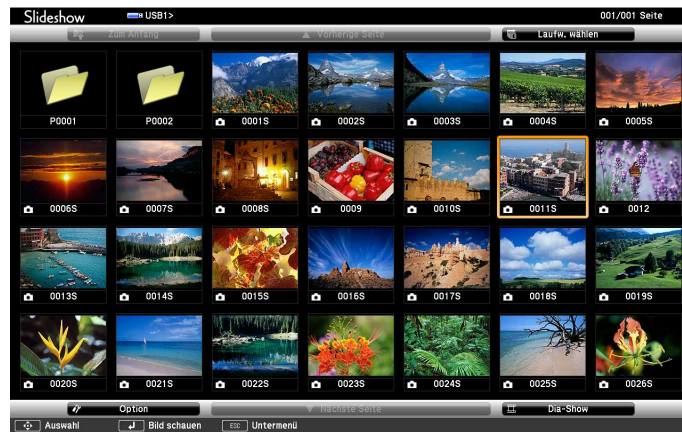 Slideshow USB1> 001/001 Seite
Zum Anfang Vorherige Seite Laufw. wählen
P0001 P0002 0001S 0002S 0003S 0004S 0005S
0006S 0007S 0008S 0009 0010S 0011S 0012
0013S 0014S 0015S 0016S 0017S 0018S 0019S
0020S 0021S 0022S 0023S 0024S 0025S 0026S
Option Nächste Seite Dia-Show
Auswahl Bild schauen ESC Untermenü